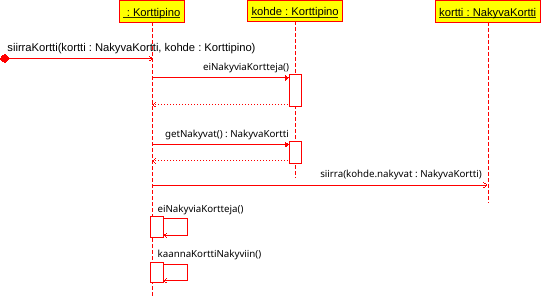 : Korttipino
kohde : Korttipino
kortti : NakyvaKortti
siirraKortti(kortti : NakyvaKortti, kohde : Korttipino)
eiNakyviaKortteja()
getNakyvat() : NakyvaKortti
siirra(kohde.nakyvat : NakyvaKortti)
eiNakyviaKortteja()
kaannaKorttiNakyviin()